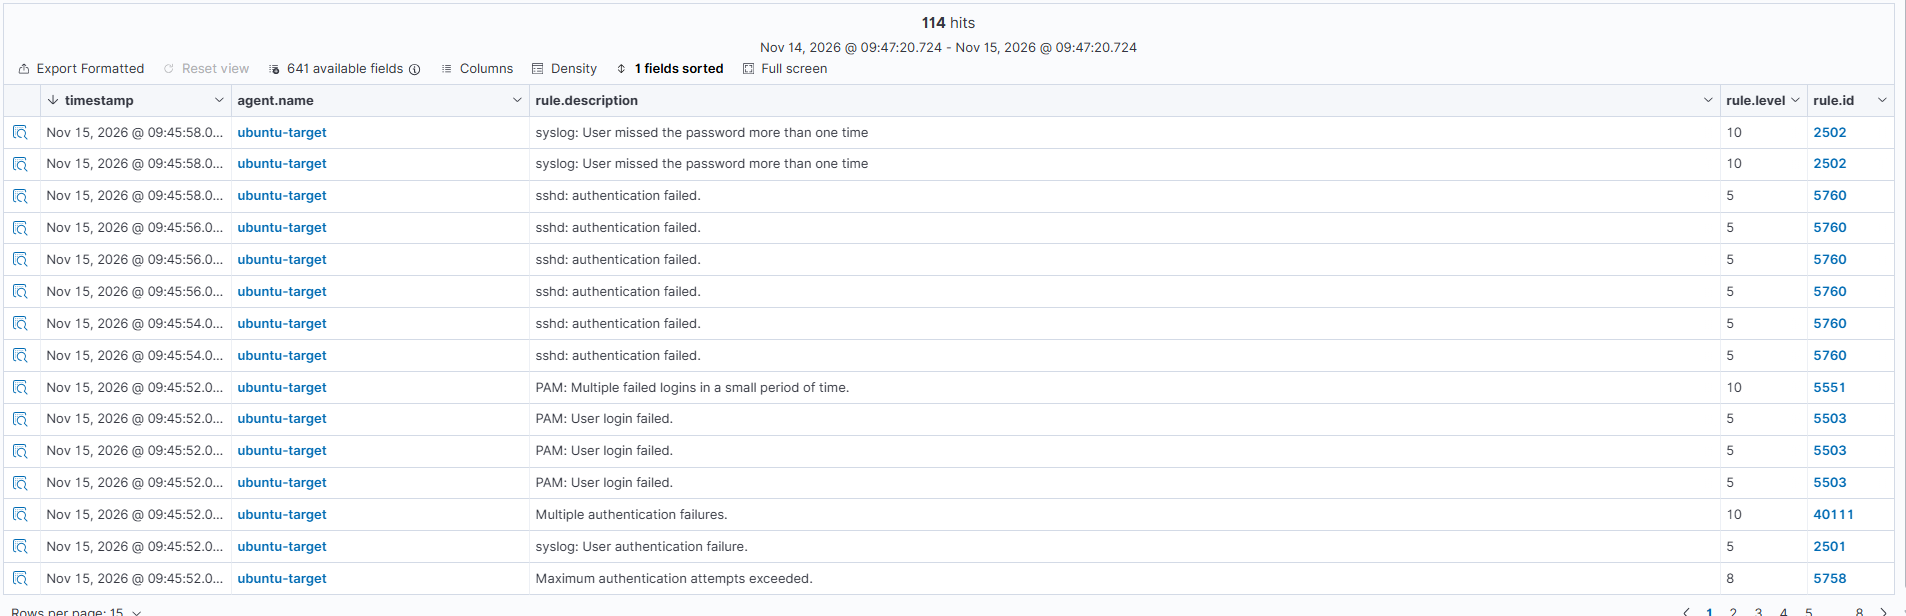 114 hits
Nov 14, 2026 @ 09:47:20.724 - Nov 15, 2026 @ 09:47:20.724
Export Formatted Reset view 641 available fields Columns Density 1 fields sorted Full screen
timestamp agent.name rule.description rule.level rule.id
Nov 15, 2026 @ 09:45:58.0... ubuntu-target syslog: User missed the password more than one time 10 2502
Nov 15, 2026 @ 09:45:58.0... ubuntu-target syslog: User missed the password more than one time 10 2502
Nov 15, 2026 @ 09:45:58.0... ubuntu-target sshd: authentication failed. 5 5760
Nov 15, 2026 @ 09:45:56.0... ubuntu-target sshd: authentication failed. 5 5760
Nov 15, 2026 @ 09:45:56.0... ubuntu-target sshd: authentication failed. 5 5760
Nov 15, 2026 @ 09:45:56.0... ubuntu-target sshd: authentication failed. 5 5760
Nov 15, 2026 @ 09:45:54.0... ubuntu-target sshd: authentication failed. 5 5760
Nov 15, 2026 @ 09:45:54.0... ubuntu-target sshd: authentication failed. 5 5760
Nov 15, 2026 @ 09:45:52.0... ubuntu-target PAM: Multiple failed logins in a small period of time. 10 5551
Nov 15, 2026 @ 09:45:52.0... ubuntu-target PAM: User login failed. 5 5503
Nov 15, 2026 @ 09:45:52.0... ubuntu-target PAM: User login failed. 5 5503
Nov 15, 2026 @ 09:45:52.0... ubuntu-target PAM: User login failed. 5 5503
Nov 15, 2026 @ 09:45:52.0... ubuntu-target Multiple authentication failures. 10 40111
Nov 15, 2026 @ 09:45:52.0... ubuntu-target syslog: User authentication failure. 5 2501
Nov 15, 2026 @ 09:45:52.0... ubuntu-target Maximum authentication attempts exceeded. 8 5758
Rows per page: 15 1 2 3 4 5 ... 8